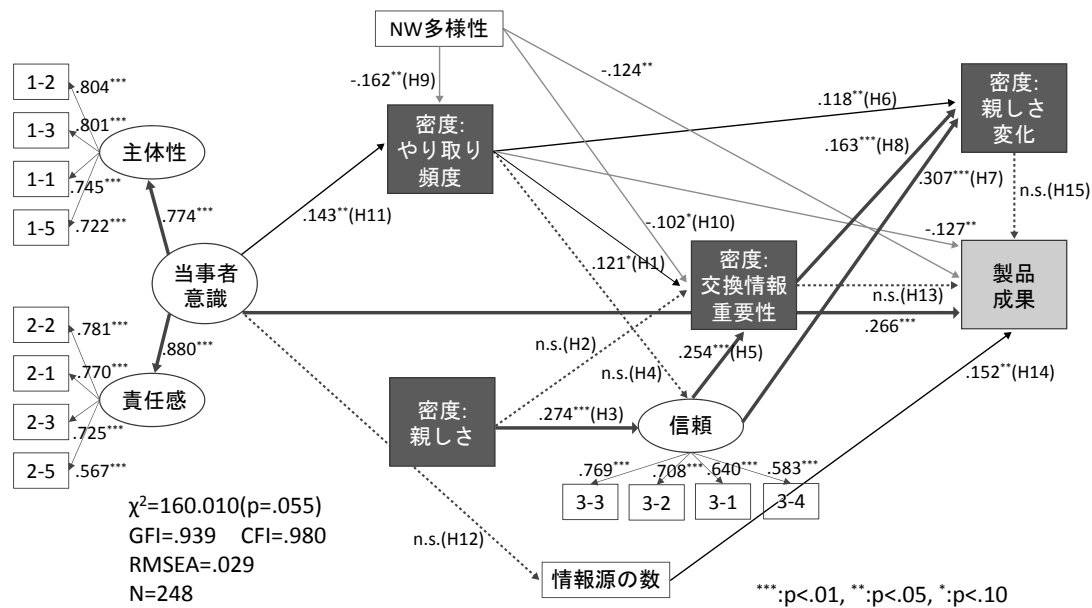 NW多様性
1-2
.804***
1-3
.801***
1-1
.745***
1-5
.722***
主体性
.774***
当事者
意識
.880***
2-2
.781***
2-1
.770***
2-3
.725***
2-5
.567***
責任感
-.162**(H9)
密度:
やり取り
頻度
.143**(H11)
-.124**
.118**(H6)
.163***(H8)
.307***(H7)
密度:
親しさ
変化
n.s.(H15)
-.127**
-.102*(H10)
.121*(H1)
密度:
交換情報
重要性
n.s.(H13)
.266***
製品
成果
n.s.(H2)
n.s.(H4)
.254***(H5)
.152**(H14)
密度:
親しさ
.274***(H3)
信頼
.769***
.708***
.640***
.583***
3-3
3-2
3-1
3-4
n.s.(H12)
情報源の数
χ²=160.010(p=.055)
GFI=.939 CFI=.980
RMSEA=.029
N=248
***:p<.01, **:p<.05, *:p<.10